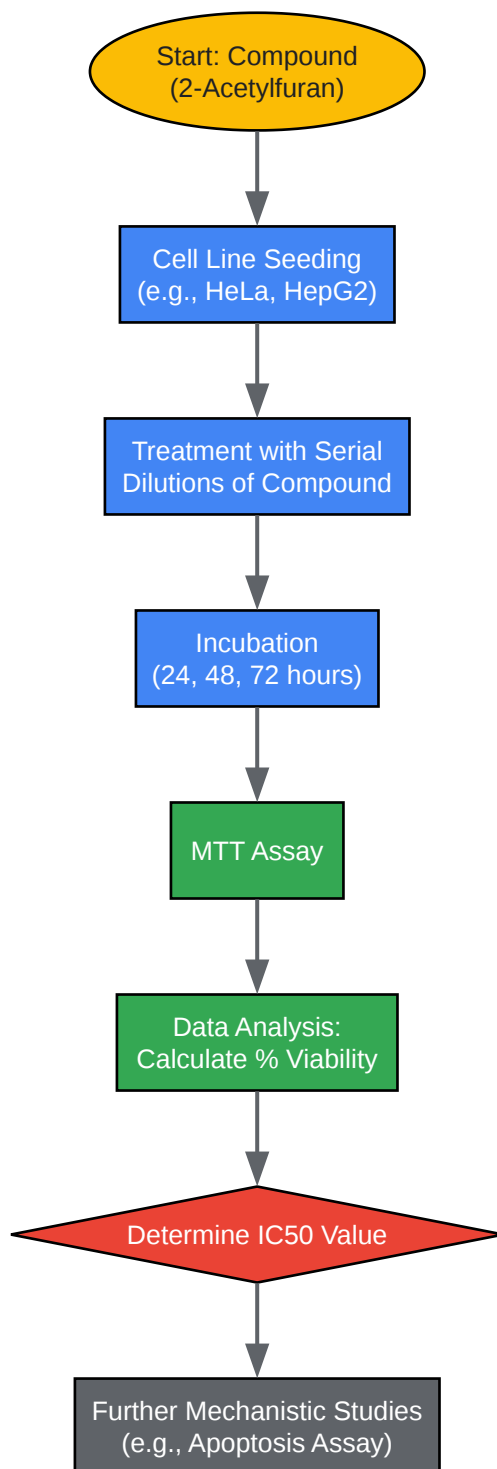 Start: Compound
(2-Acetylfuran)
Cell Line Seeding
(e.g., HeLa, HepG2)
Treatment with Serial
Dilutions of Compound
Incubation
(24, 48, 72 hours)
MTT Assay
Data Analysis:
Calculate % Viability
Determine IC50 Value
Further Mechanistic Studies
(e.g., Apoptosis Assay)